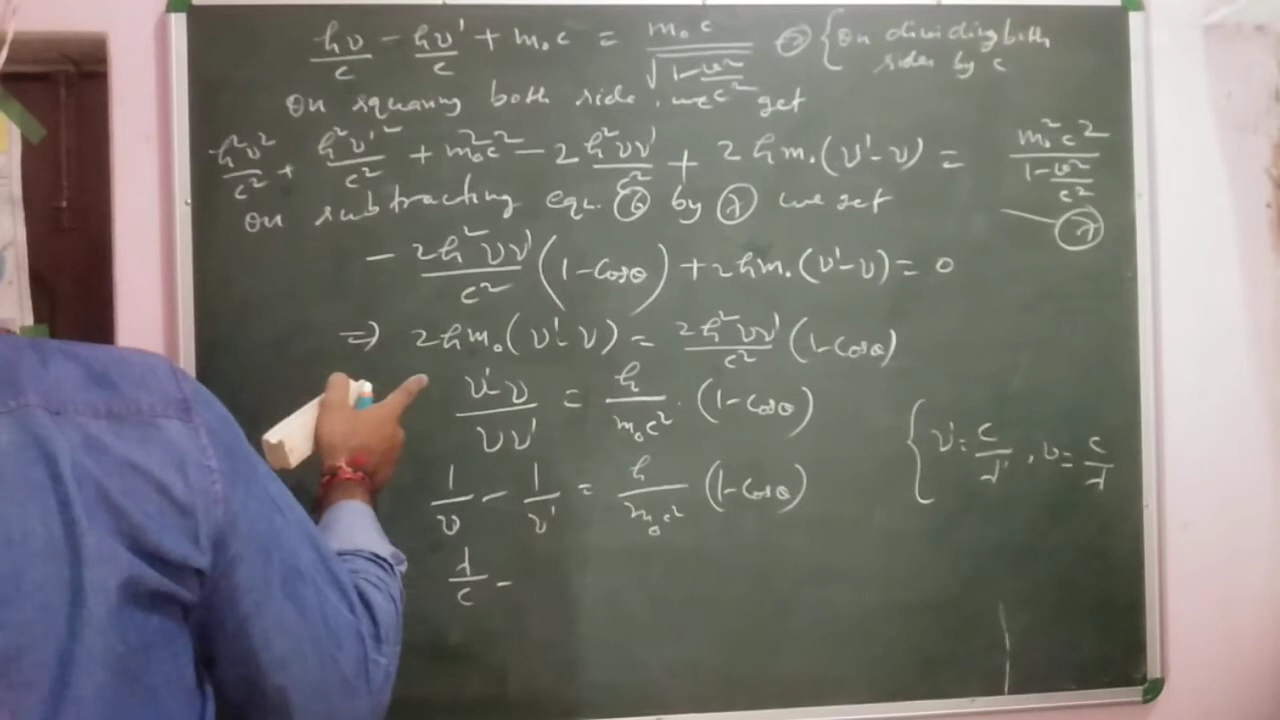 hν/c − hν'/c + m₀c = m₀c/√(1−v²/c²) —⑦ { On dividing both
sides by c
On squaring both side, we get
h²ν²/c² + h²ν'²/c² + m₀²c² − 2h²νν'/c² + 2hm₀(ν'−ν) = m₀²c²/(1−v²/c²)
—⑦
On subtracting equ. ⑥ by ⑦ we get
− 2h²νν'/c² (1−cosθ) + 2hm₀(ν'−ν) = 0
⇒ 2hm₀(ν'−ν) = 2h²νν'/c² (1−cosθ)
ν'ν/νν' = h/m₀c² · (1−cosθ)
{ ν'=c/λ', ν=c/λ
1/ν − 1/ν' = h/m₀c² (1−cosθ)
λ/c −